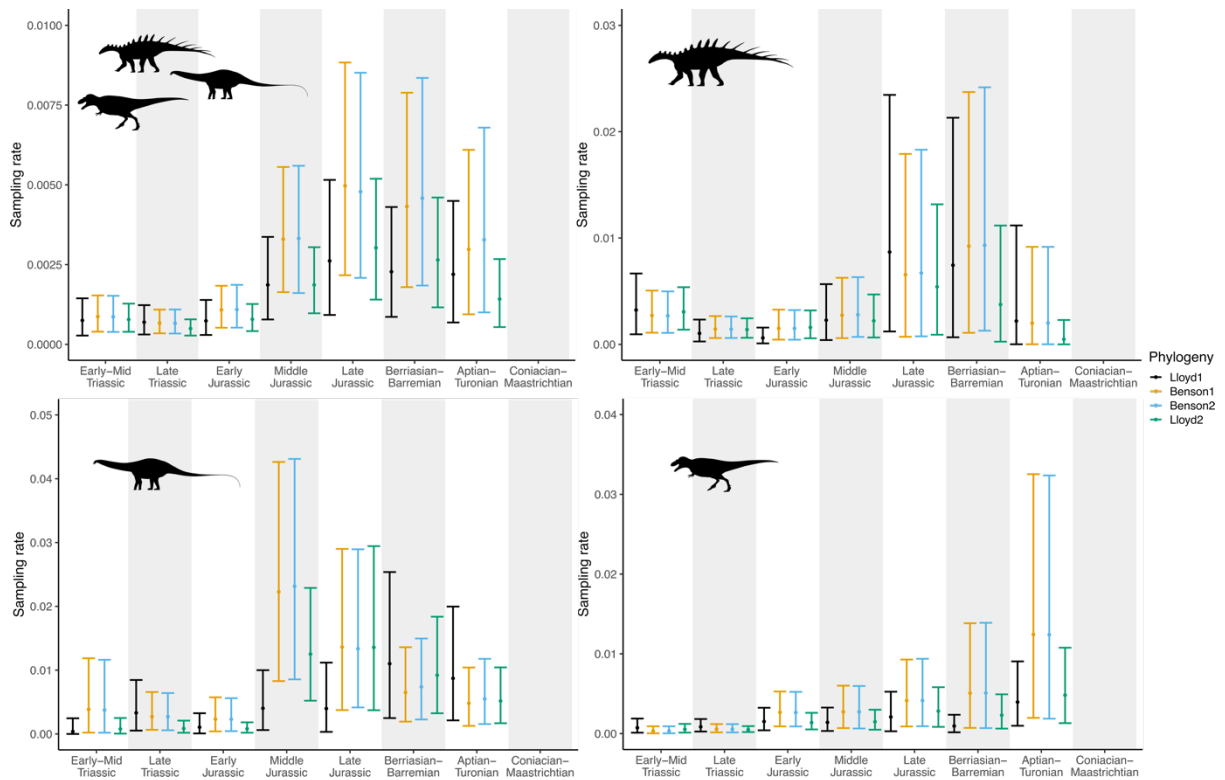 0.0100
0.0075
0.0050
0.0025
0.0000
Sampling rate
Early−Mid Triassic
Late Triassic
Early Jurassic
Middle Jurassic
Late Jurassic
Berriasian− Barremian
Aptian− Turonian
Coniacian− Maastrichtian
0.03
0.02
0.01
0.00
Sampling rate
Early−Mid Triassic
Late Triassic
Early Jurassic
Middle Jurassic
Late Jurassic
Berriasian− Barremian
Aptian− Turonian
Coniacian− Maastrichtian
Phylogeny
Lloyd1
Benson1
Benson2
Lloyd2
0.05
0.04
0.03
0.02
0.01
0.00
Sampling rate
Early−Mid Triassic
Late Triassic
Early Jurassic
Middle Jurassic
Late Jurassic
Berriasian− Barremian
Aptian− Turonian
Coniacian− Maastrichtian
0.04
0.03
0.02
0.01
0.00
Sampling rate
Early−Mid Triassic
Late Triassic
Early Jurassic
Middle Jurassic
Late Jurassic
Berriasian− Barremian
Aptian− Turonian
Coniacian− Maastrichtian